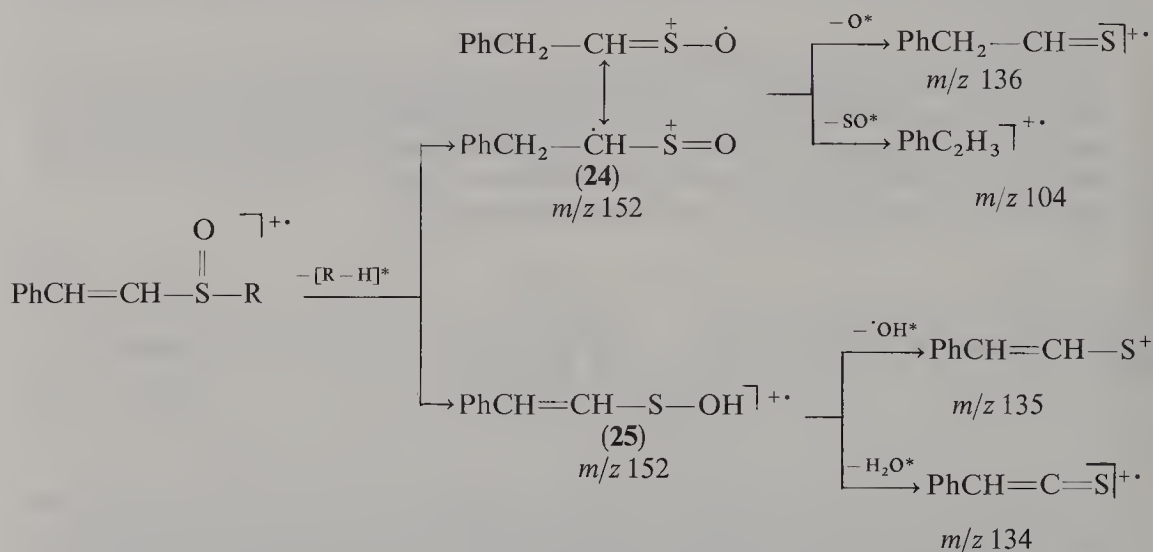 PhCH₂—CH=S⁺—Ȯ
−O*
PhCH₂—CH=S]⁺·
m/z 136
−SO*
PhC₂H₃]⁺·
m/z 104
PhCH₂—ĊH—S⁺=O
(24)
m/z 152
O ]⁺·
||
PhCH=CH—S—R
−[R−H]*
PhCH=CH—S—OH]⁺·
(25)
m/z 152
−·OH*
PhCH=CH—S⁺
m/z 135
−H₂O*
PhCH=C=S]⁺·
m/z 134